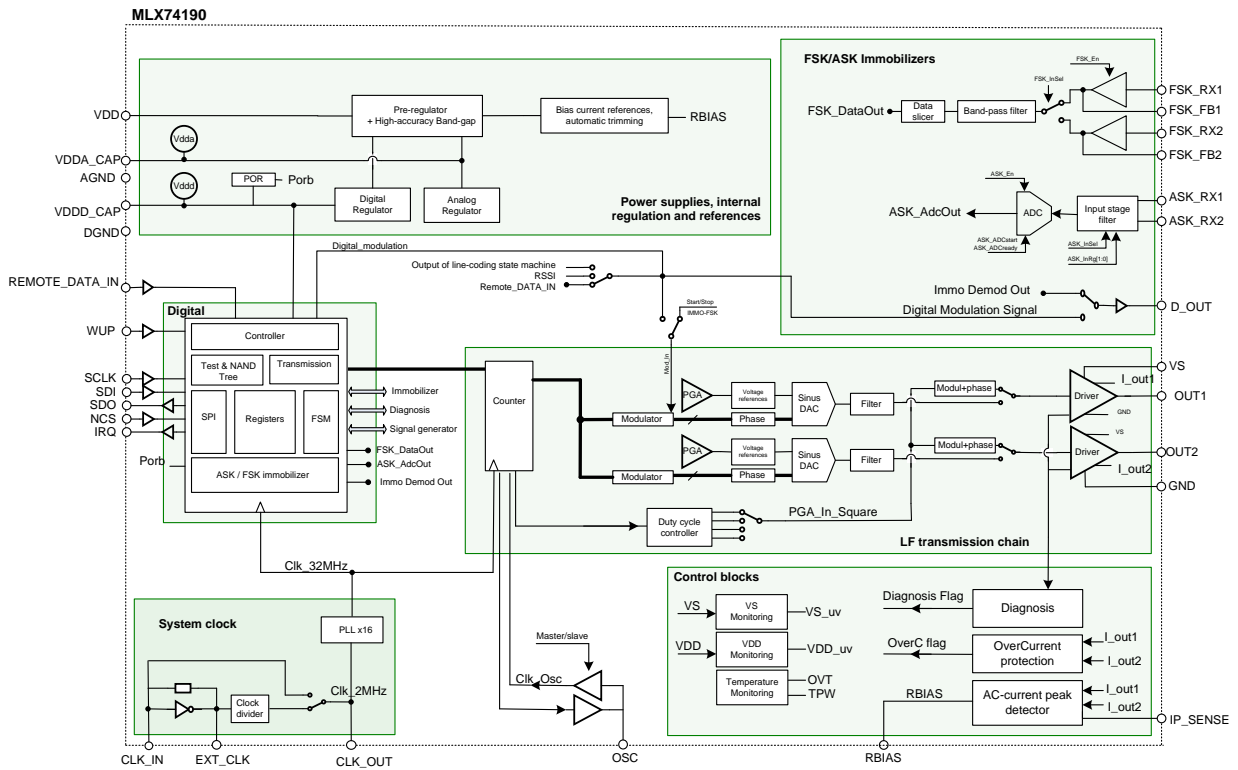 MLX74190
FSK/ASK Immobilizers
FSK_En
FSK_InSel
FSK_RX1
FSK_FB1
FSK_RX2
FSK_FB2
FSK_DataOut
Data
slicer
Band-pass filter
ASK_En
ASK_RX1
ASK_RX2
ASK_AdcOut
ADC
Input stage
filter
ASK_ADCstart
ASK_ADCready
ASK_InSel
ASK_InRg[1:0]
Immo Demod Out
Digital Modulation Signal
D_OUT
VDD
Pre-regulator
+ High-accuracy Band-gap
Bias current references,
automatic trimming
RBIAS
Vdda
VDDA_CAP
AGND
Vddd
POR
Porb
VDDD_CAP
DGND
Digital
Regulator
Analog
Regulator
Power supplies, internal
regulation and references
Digital_modulation
Output of line-coding state machine
RSSI
Remote_DATA_IN
Start/Stop
IMMO-FSK
Mod_In
REMOTE_DATA_IN
WUP
SCLK
SDI
SDO
NCS
IRQ
Porb
Digital
Controller
Test & NAND
Tree
Transmission
SPI
Registers
FSM
ASK / FSK immobilizer
Immobilizer
Diagnosis
Signal generator
FSK_DataOut
ASK_AdcOut
Immo Demod Out
Counter
PGA
Voltage
references
Sinus
DAC
Modulator
Phase
Filter
Modul+phase
Driver
VS
I_out1
OUT1
GND
PGA
Voltage
references
Sinus
DAC
Modulator
Phase
Filter
Modul+phase
Driver
VS
OUT2
I_out2
GND
Duty cycle
controller
PGA_In_Square
LF transmission chain
Clk_32MHz
System clock
PLL x16
Clk_2MHz
Clock
divider
CLK_IN
EXT_CLK
CLK_OUT
Master/slave
Clk_Osc
OSC
Control blocks
VS
VS
Monitoring
VS_uv
VDD
VDD
Monitoring
VDD_uv
Temperature
Monitoring
OVT
TPW
Diagnosis Flag
Diagnosis
OverC flag
OverCurrent
protection
I_out1
I_out2
RBIAS
AC-current peak
detector
I_out1
I_out2
IP_SENSE
RBIAS